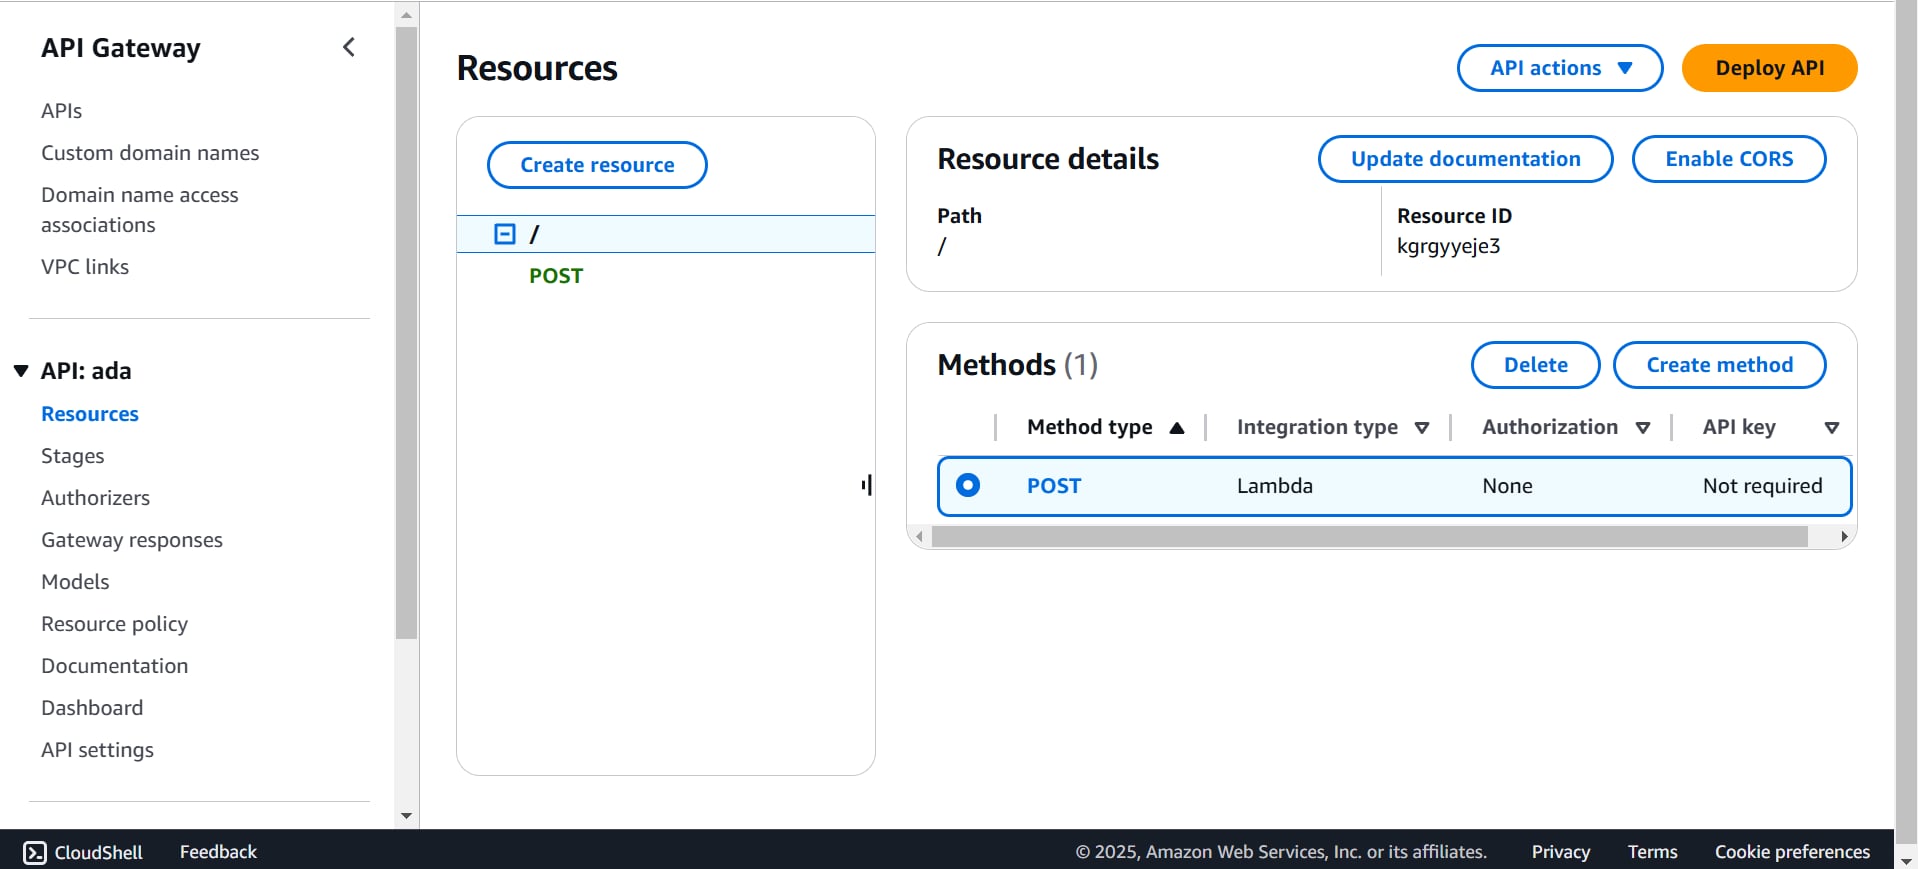 API Gateway
APIs
Custom domain names
Domain name access
associations
VPC links
API: ada
Resources
Stages
Authorizers
Gateway responses
Models
Resource policy
Documentation
Dashboard
API settings
Resources
API actions
Deploy API
Create resource
/
POST
Resource details
Update documentation
Enable CORS
Path
/
Resource ID
kgrgyyeje3
Methods (1)
Delete
Create method
Method type
Integration type
Authorization
API key
POST
Lambda
None
Not required
CloudShell
Feedback
© 2025, Amazon Web Services, Inc. or its affiliates.
Privacy
Terms
Cookie preferences